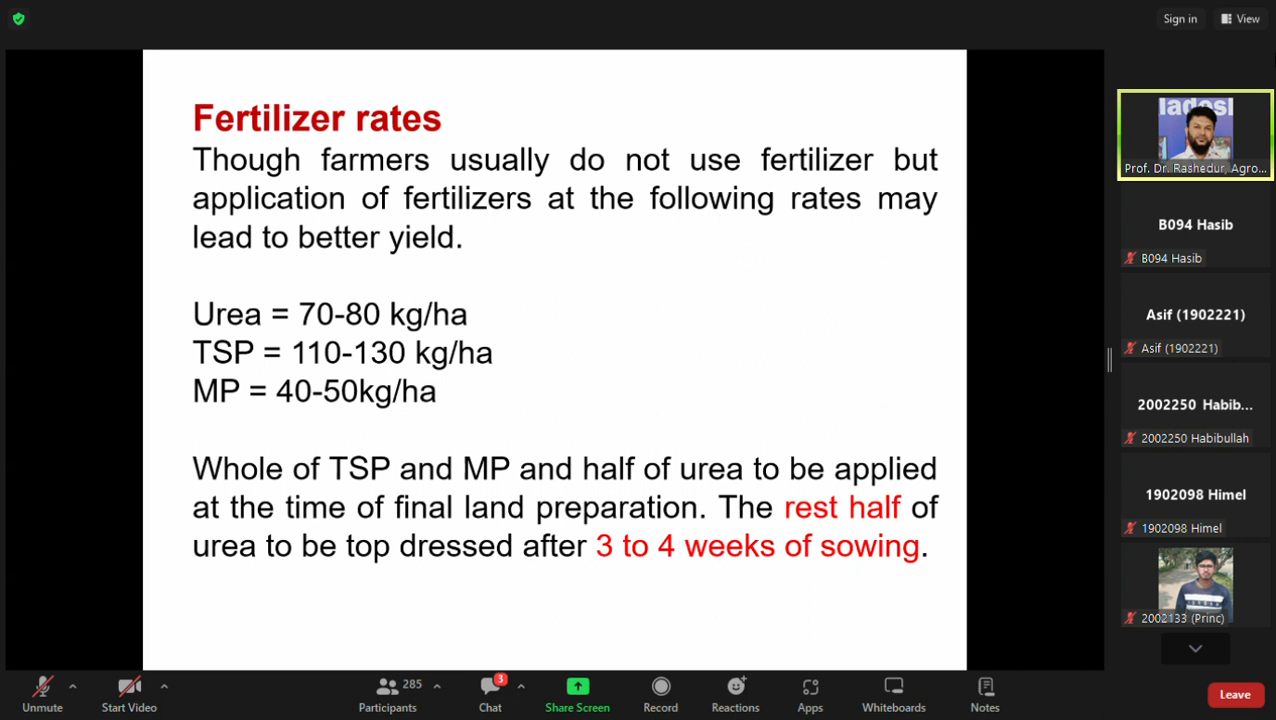 Sign in
View
Fertilizer rates
Though farmers usually do not use fertilizer but
application of fertilizers at the following rates may
lead to better yield.
Urea = 70-80 kg/ha
TSP = 110-130 kg/ha
MP = 40-50kg/ha
Whole of TSP and MP and half of urea to be applied
at the time of final land preparation. The rest half of
urea to be top dressed after 3 to 4 weeks of sowing.
Prof. Dr. Rashedur, Agro...
B094 Hasib
B094 Hasib
Asif (1902221)
Asif (1902221)
2002250 Habib...
2002250 Habibullah
1902098 Himel
1902098 Himel
2002133 (Princ)
Unmute
Start Video
285
Participants
3
Chat
Share Screen
Record
Reactions
Apps
Whiteboards
Notes
Leave